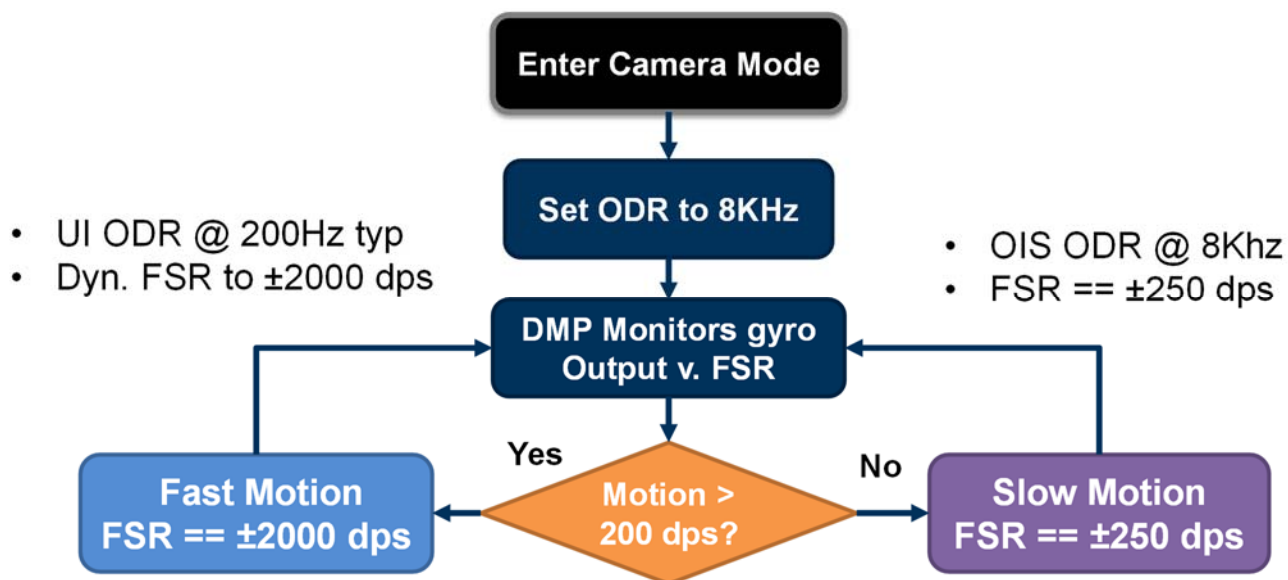 Enter Camera Mode
Set ODR to 8KHz
• UI ODR @ 200Hz typ
• Dyn. FSR to ±2000 dps
• OIS ODR @ 8Khz
• FSR == ±250 dps
DMP Monitors gyro
Output v. FSR
Yes
No
Fast Motion
FSR == ±2000 dps
Motion >
200 dps?
Slow Motion
FSR == ±250 dps